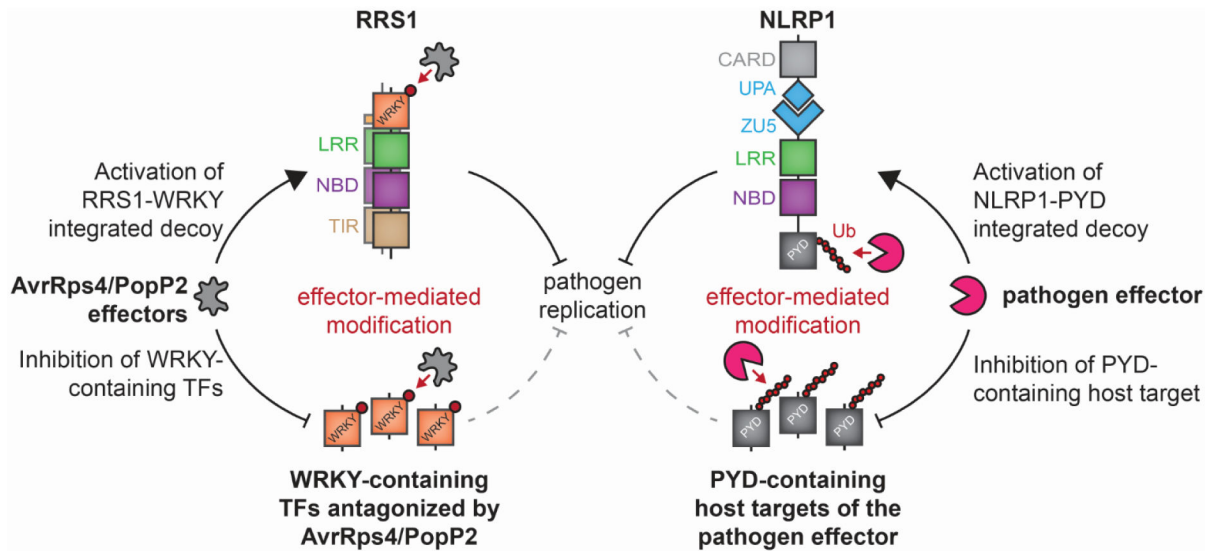 RRS1
WRKY
LRR
NBD
TIR
Activation of
RRS1-WRKY
integrated decoy
AvrRps4/PopP2
effectors
Inhibition of WRKY-
containing TFs
effector-mediated
modification
WRKY
WRKY
WRKY
WRKY-containing
TFs antagonized by
AvrRps4/PopP2
pathogen
replication
NLRP1
CARD
UPA
ZU5
LRR
NBD
PYD
Ub
Activation of
NLRP1-PYD
integrated decoy
pathogen effector
Inhibition of PYD-
containing host target
effector-mediated
modification
PYD
PYD
PYD
PYD-containing
host targets of the
pathogen effector